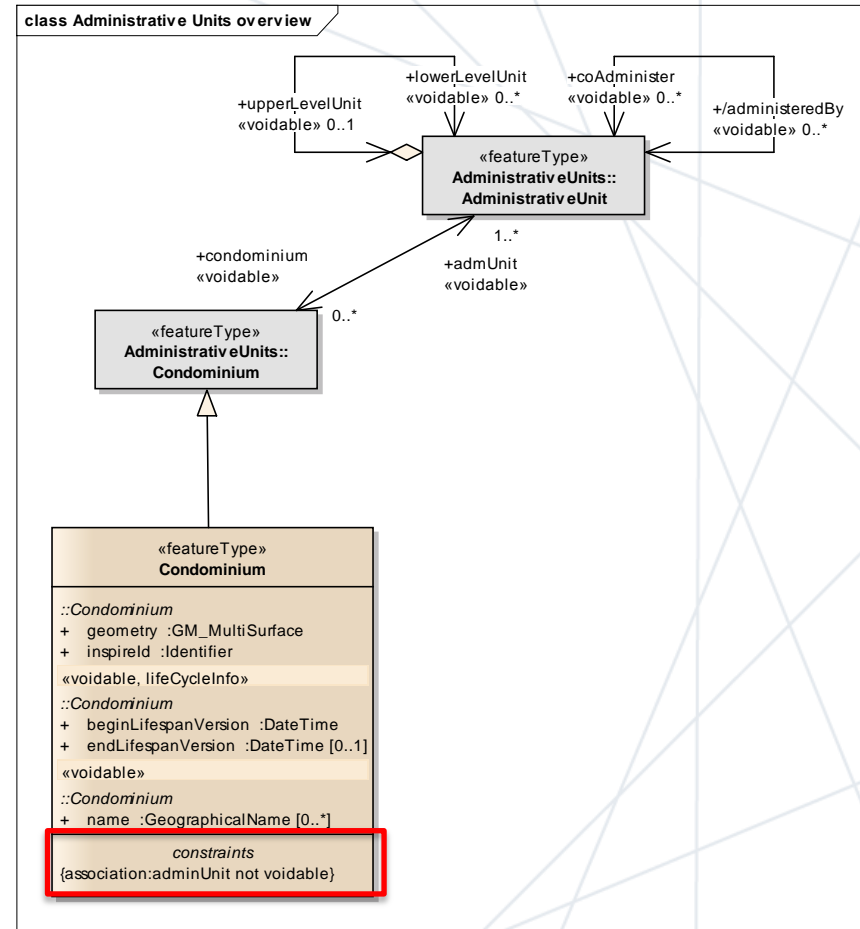 class Administrative Units overview
+lowerLevelUnit
«voidable» 0..*
+coAdminister
«voidable» 0..*
+upperLevelUnit
«voidable» 0..1
+/administeredBy
«voidable» 0..*
«featureType»
AdministrativeUnits::
AdministrativeUnit
1..*
+admUnit
«voidable»
+condominium
«voidable»
0..*
«featureType»
AdministrativeUnits::
Condominium
«featureType»
Condominium
::Condominium
+ geometry :GM_MultiSurface
+ inspireId :Identifier
«voidable, lifeCycleInfo»
::Condominium
+ beginLifespanVersion :DateTime
+ endLifespanVersion :DateTime [0..1]
«voidable»
::Condominium
+ name :GeographicalName [0..*]
constraints
{association:adminUnit not voidable}